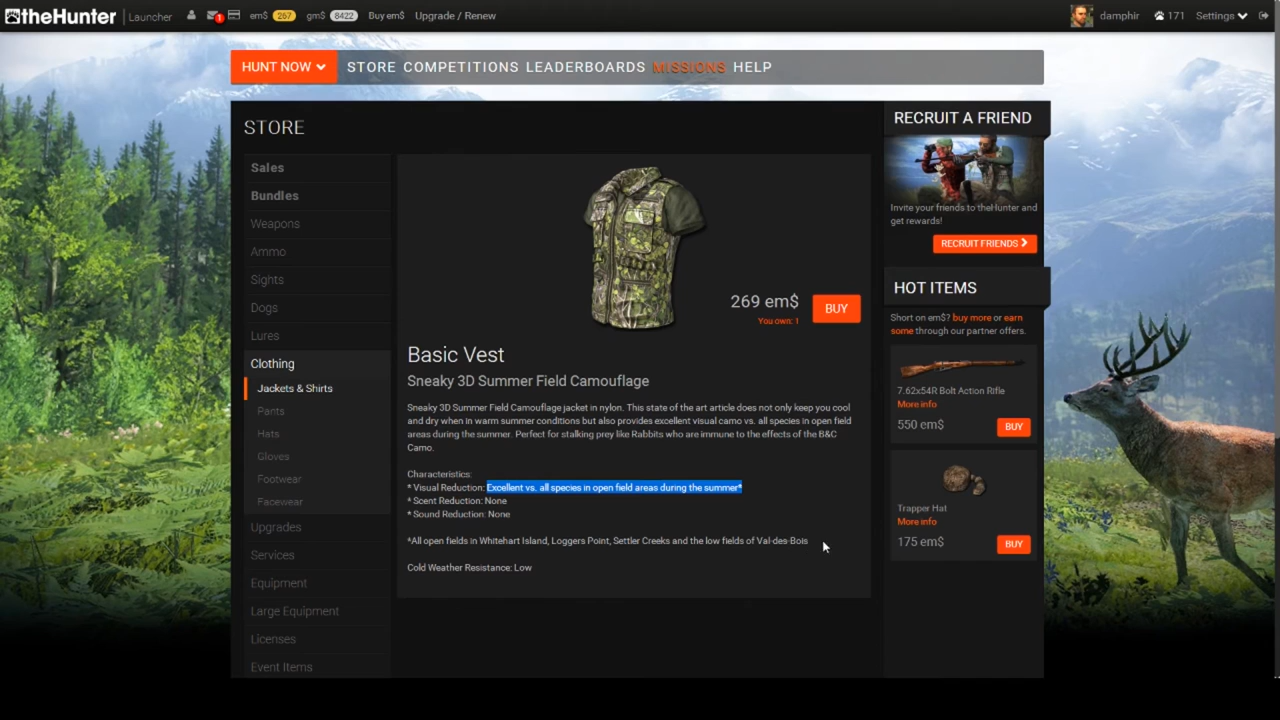 theHunter | Launcher 1 em$ 267 gm$ 8422 Buy em$ Upgrade / Renew damphir 171 Settings
HUNT NOW STORE COMPETITIONS LEADERBOARDS MISSIONS HELP
STORE
Sales
Bundles
Weapons
Ammo
Sights
Dogs
Lures
Clothing
Jackets & Shirts
Pants
Hats
Gloves
Footwear
Facewear
Upgrades
Services
Equipment
Large Equipment
Licenses
Event Items
269 em$ BUY
You own: 1
Basic Vest
Sneaky 3D Summer Field Camouflage
Sneaky 3D Summer Field Camouflage jacket in nylon. This state of the art article does not only keep you cool
and dry when in warm summer conditions but also provides excellent visual camo vs. all species in open field
areas during the summer. Perfect for stalking prey like Rabbits who are immune to the effects of the B&C
Camo.
Characteristics:
* Visual Reduction: Excellent vs. all species in open field areas during the summer*
* Scent Reduction: None
* Sound Reduction: None
*All open fields in Whitehart Island, Loggers Point, Settler Creeks and the low fields of Val-des-Bois
Cold Weather Resistance: Low
RECRUIT A FRIEND
Invite your friends to theHunter and
get rewards!
RECRUIT FRIENDS
HOT ITEMS
Short on em$? buy more or earn
some through our partner offers.
7.62x54R Bolt Action Rifle
More info
550 em$ BUY
Trapper Hat
More info
175 em$ BUY